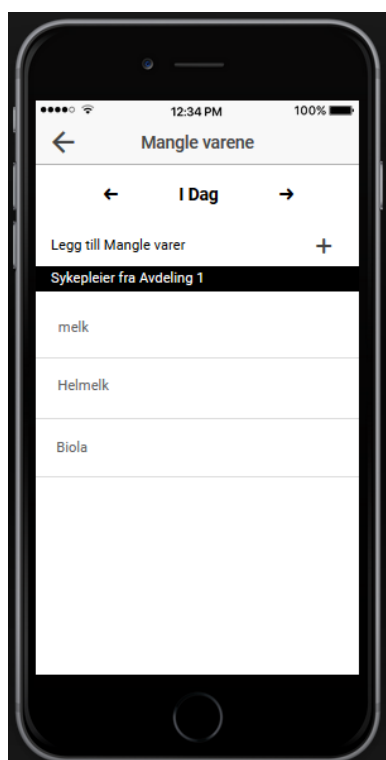 12:34 PM 100%
Mangle varene
I Dag
Legg till Mangle varer
Sykepleier fra Avdeling 1
melk
Helmelk
Biola